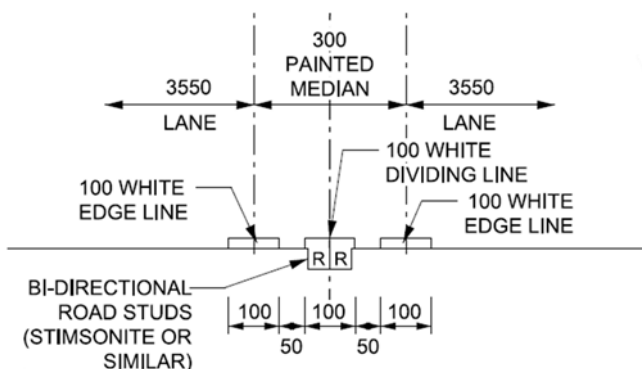 300
PAINTED
MEDIAN
3550
3550
LANE
LANE
100 WHITE
DIVIDING LINE
100 WHITE
EDGE LINE
100 WHITE
EDGE LINE
R R
BI-DIRECTIONAL
ROAD STUDS
(STIMSONITE OR
SIMILAR)
100 100 100
50 50